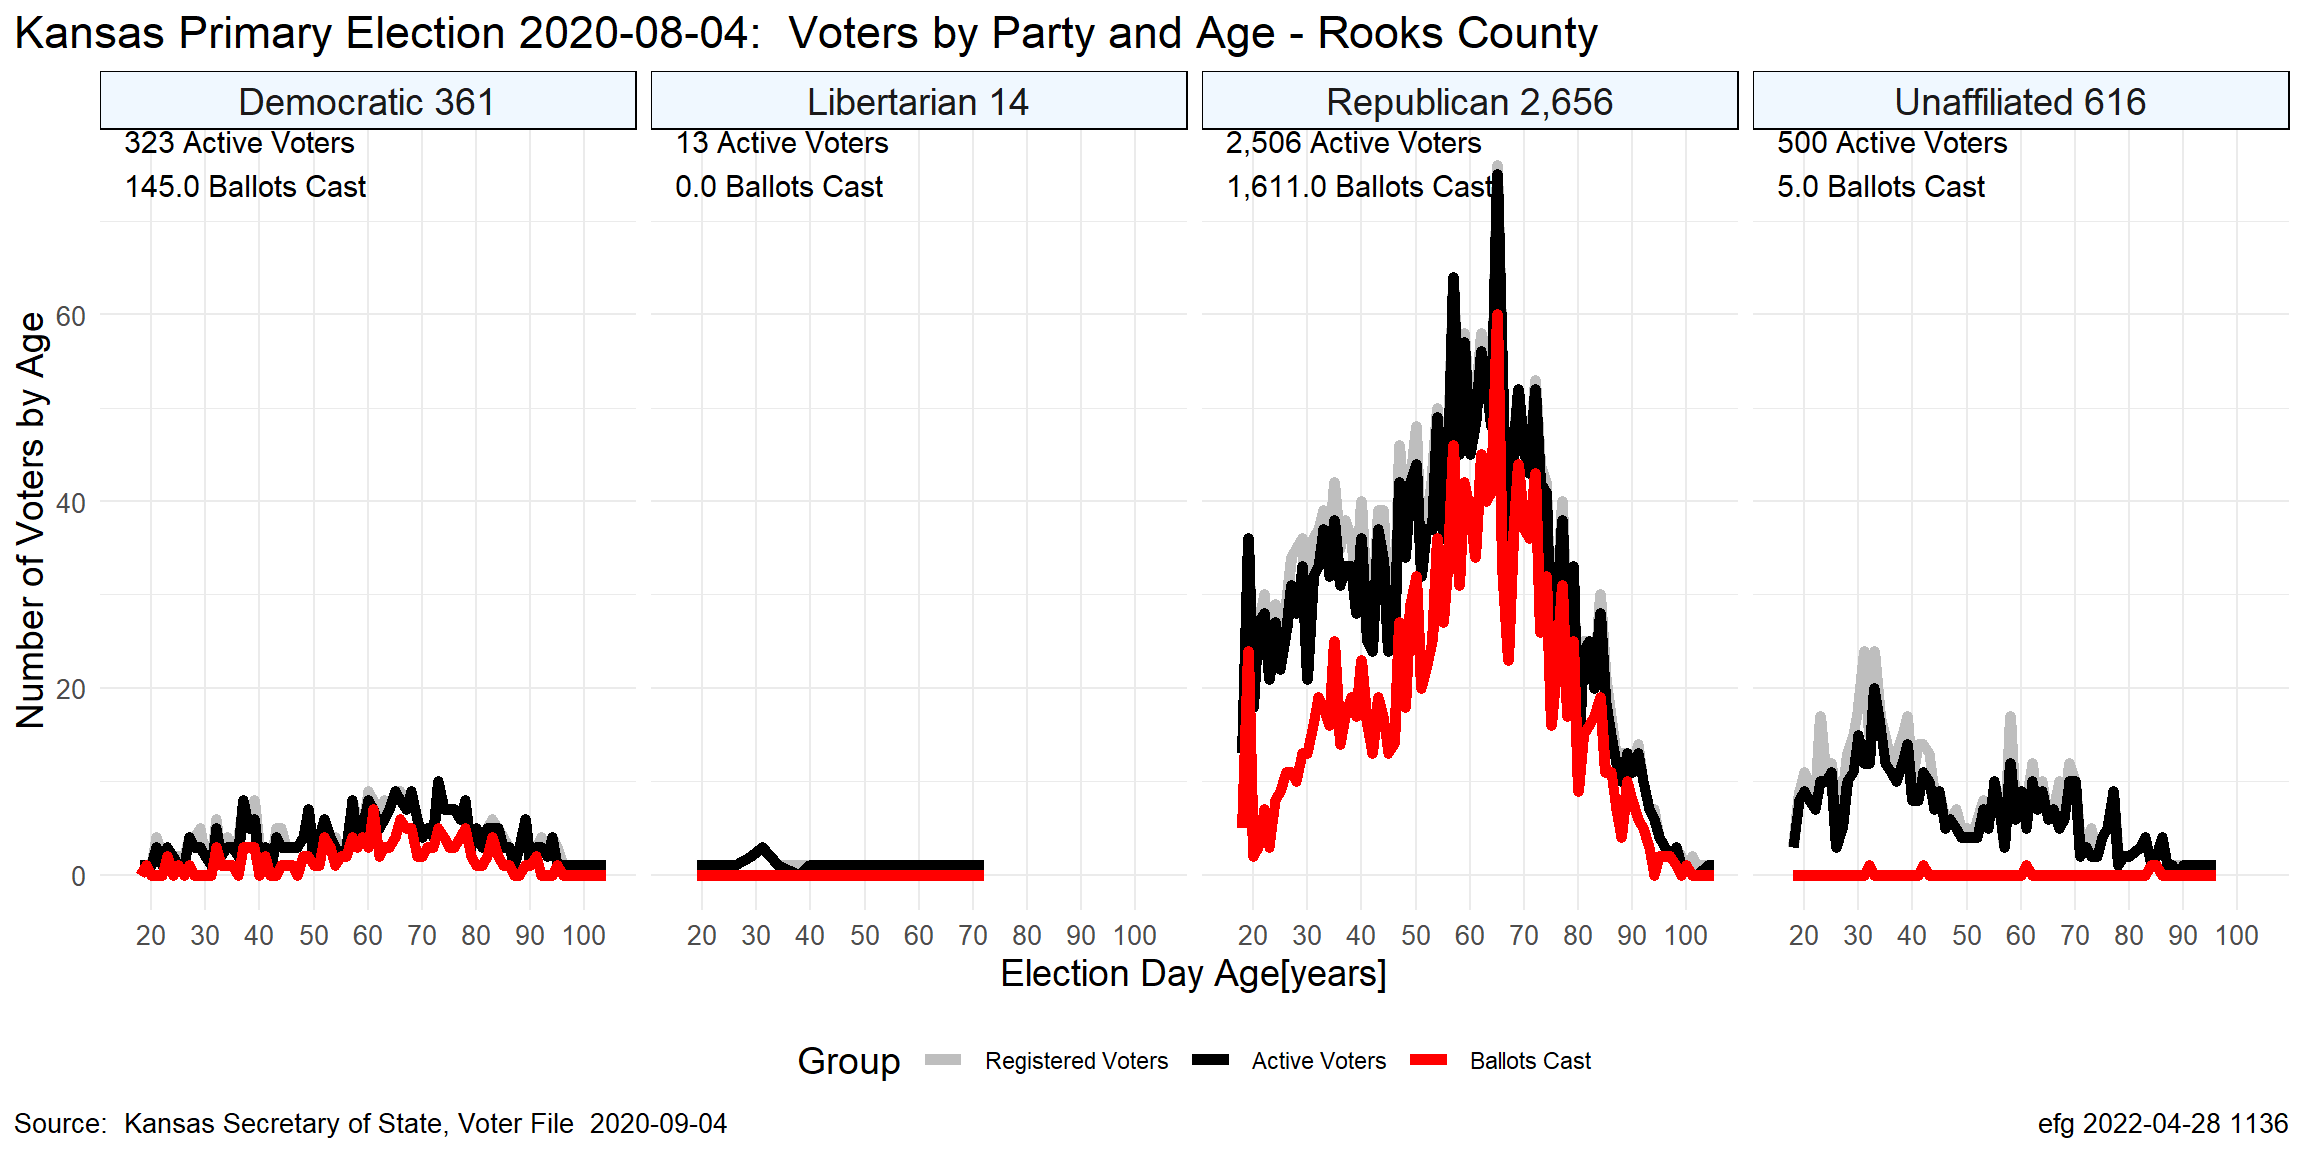 Kansas Primary Election 2020-08-04:  Voters by Party and Age - Rooks County
Democratic 361
Libertarian 14
Republican 2,656
Unaffiliated 616
323 Active Voters
145.0 Ballots Cast
13 Active Voters
0.0 Ballots Cast
2,506 Active Voters
1,611.0 Ballots Cast
500 Active Voters
5.0 Ballots Cast
Number of Voters by Age
60
40
20
0
20 30 40 50 60 70 80 90 100
20 30 40 50 60 70 80 90 100
20 30 40 50 60 70 80 90 100
20 30 40 50 60 70 80 90 100
Election Day Age[years]
Group Registered Voters Active Voters Ballots Cast
Source:  Kansas Secretary of State, Voter File  2020-09-04
efg 2022-04-28 1136